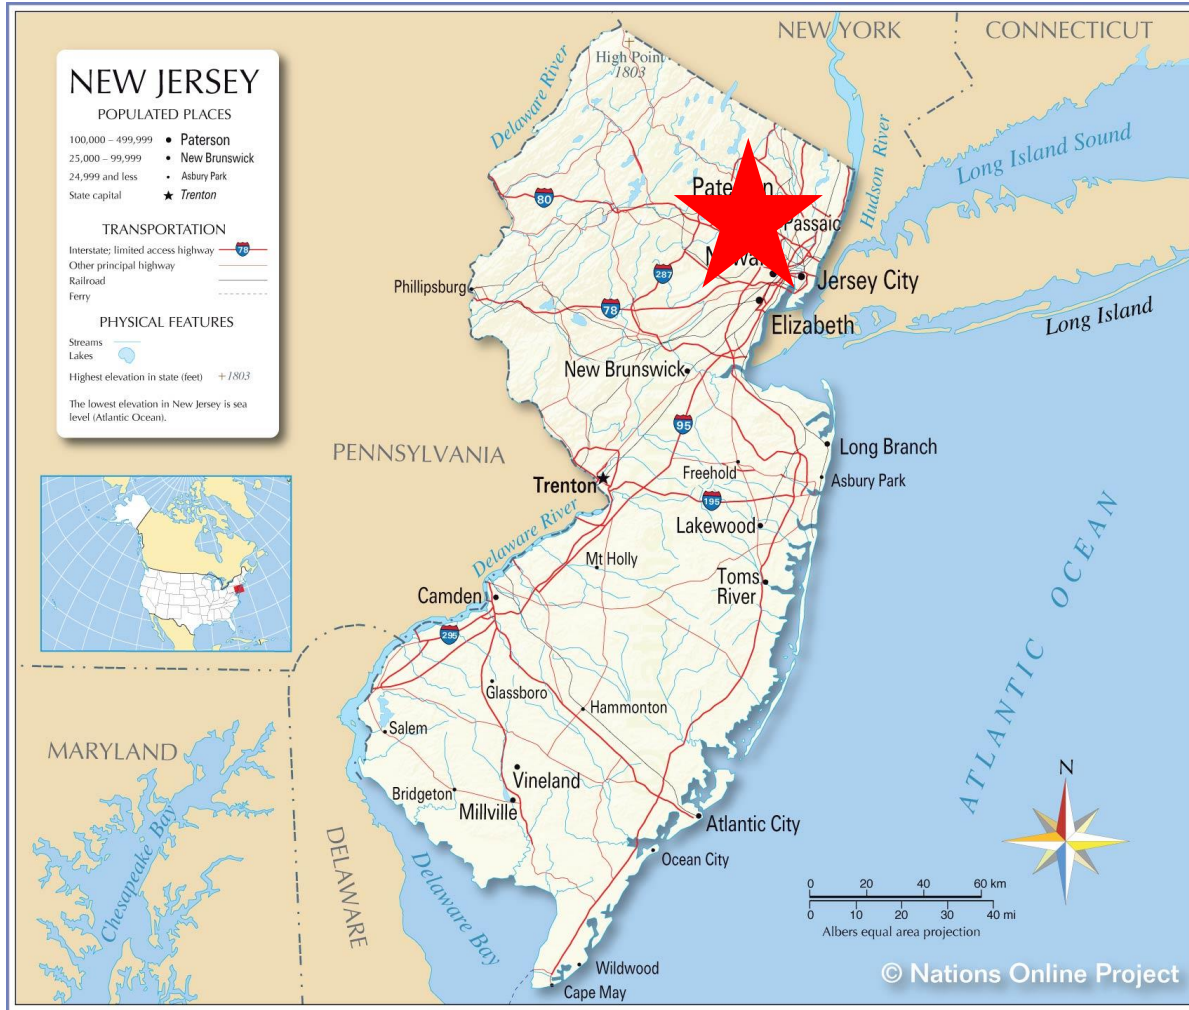 NEW YORK
CONNECTICUT
High Point
1803
Delaware River
NEW JERSEY
POPULATED PLACES
100,000 – 499,999 Paterson
25,000 – 99,999 New Brunswick
24,999 and less Asbury Park
State capital Trenton
TRANSPORTATION
Interstate; limited access highway 78
Other principal highway
Railroad
Ferry
PHYSICAL FEATURES
Streams
Lakes
Highest elevation in state (feet) +1803
The lowest elevation in New Jersey is sea
level (Atlantic Ocean).
Hudson River
Long Island Sound
80
Passaic
287
Jersey City
Phillipsburg
78
Elizabeth
Long Island
New Brunswick
95
PENNSYLVANIA
Long Branch
Freehold
Asbury Park
Trenton
195
Lakewood
Delaware River
Mt Holly
Toms
River
Camden
295
ATLANTIC OCEAN
Glassboro
Hammonton
Salem
MARYLAND
Vineland
Bridgeton
Millville
N
Atlantic City
Ocean City
Chesapeake Bay
DELAWARE
Delaware Bay
0 20 40 60 km
0 10 20 30 40 mi
Albers equal area projection
Wildwood
Cape May
© Nations Online Project